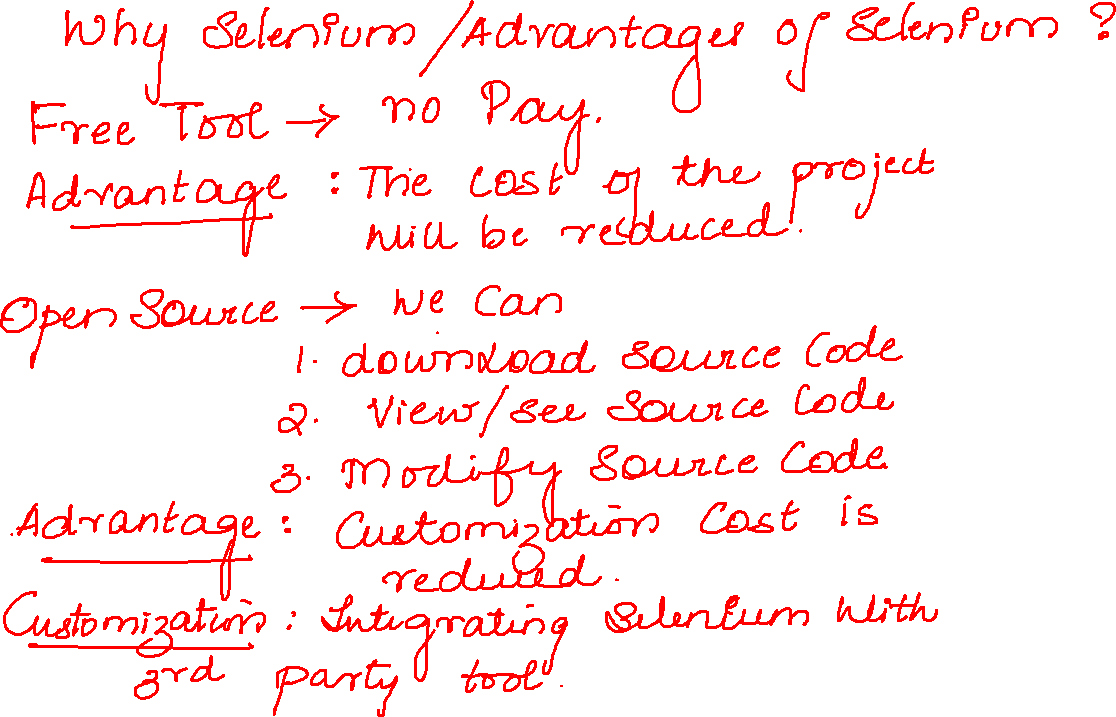 Why Selenium/Advantages of Selenium ?
Free Tool → no Pay.
Advantage : The cost of the project
will be reduced.
Open Source → We Can
1. download Source Code
2. View/see Source Code
3. Modify Source Code
Advantage : Customization Cost is
reduced.
Customization : Integrating Selenium With
3rd party tool.